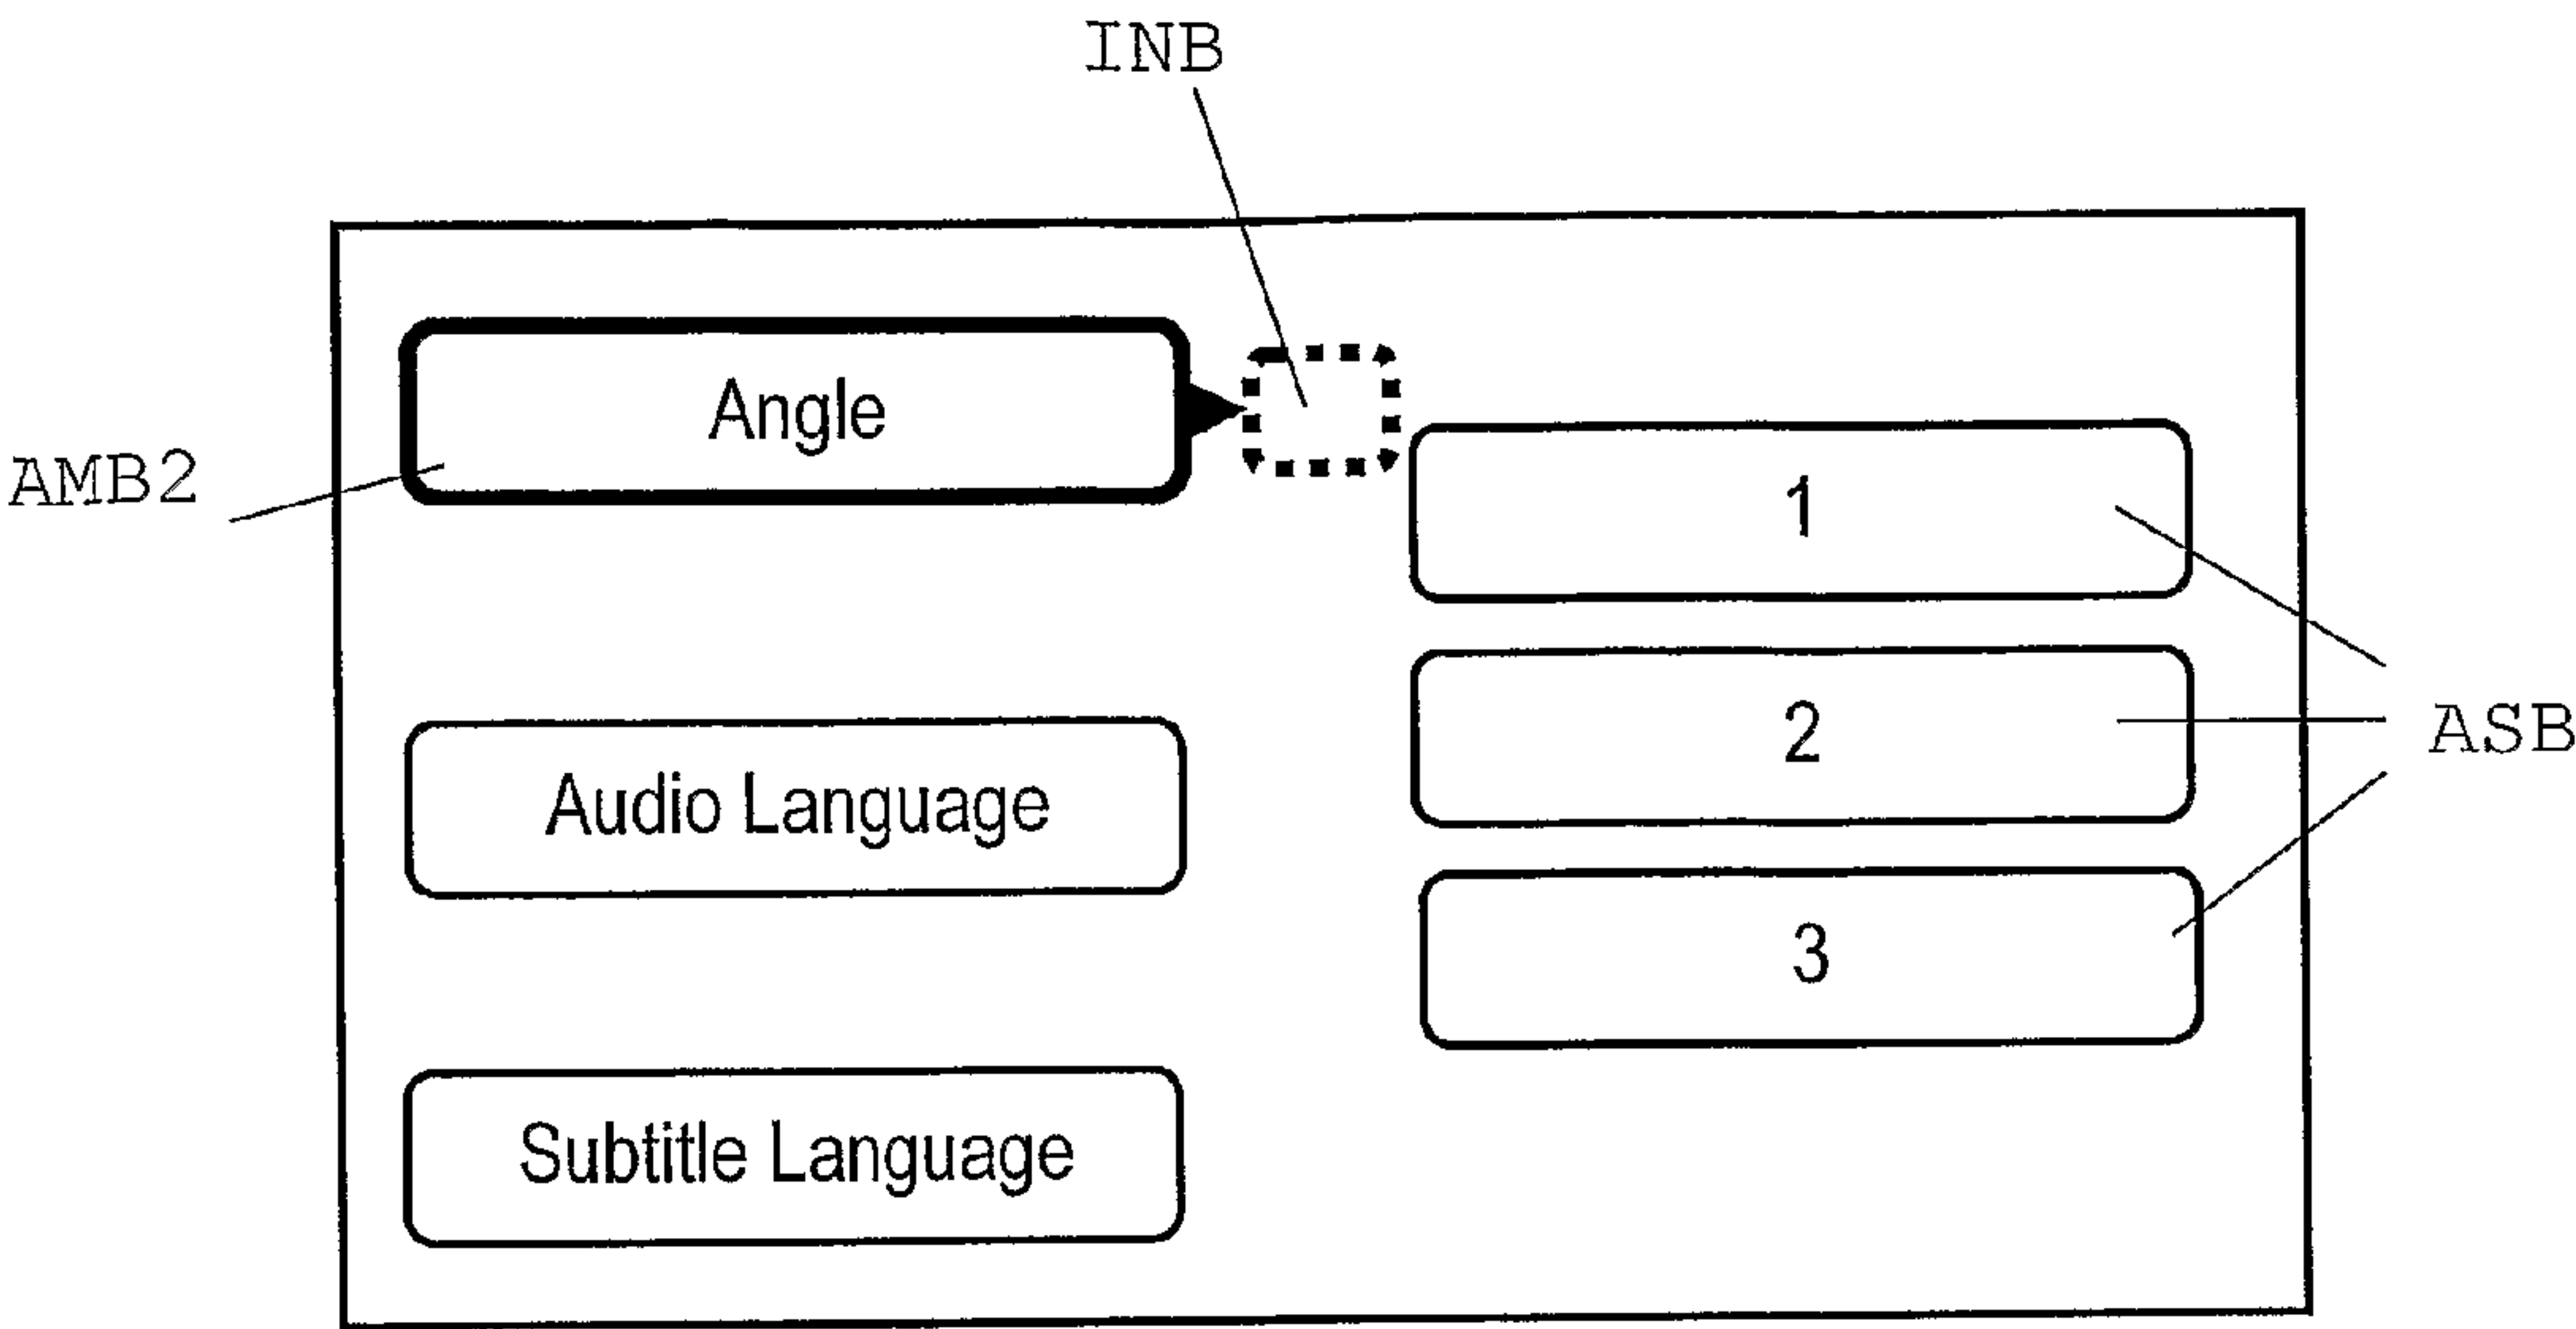 INB
Angle
AMB2
1
2
ASB
Audio Language
3
Subtitle Language